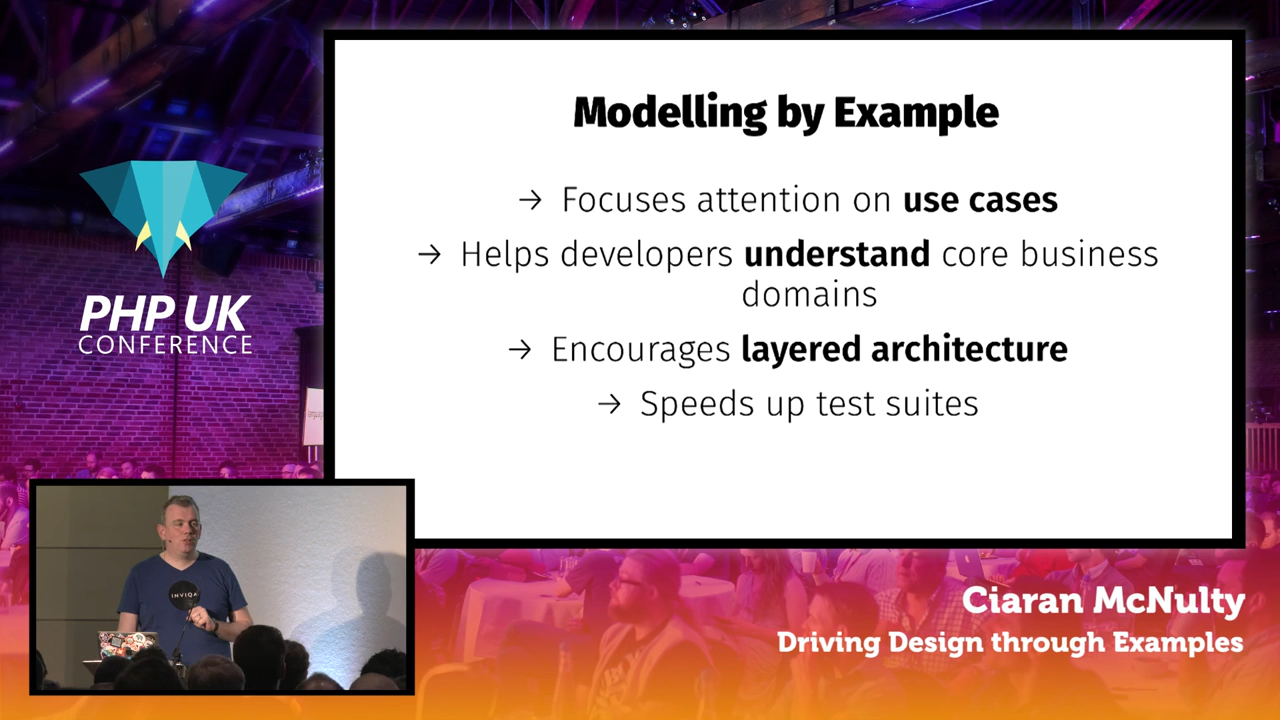 Modelling by Example
→ Focuses attention on use cases
→ Helps developers understand core business
domains
→ Encourages layered architecture
→ Speeds up test suites
PHP UK
CONFERENCE
INVIQA
Ciaran McNulty
Driving Design through Examples